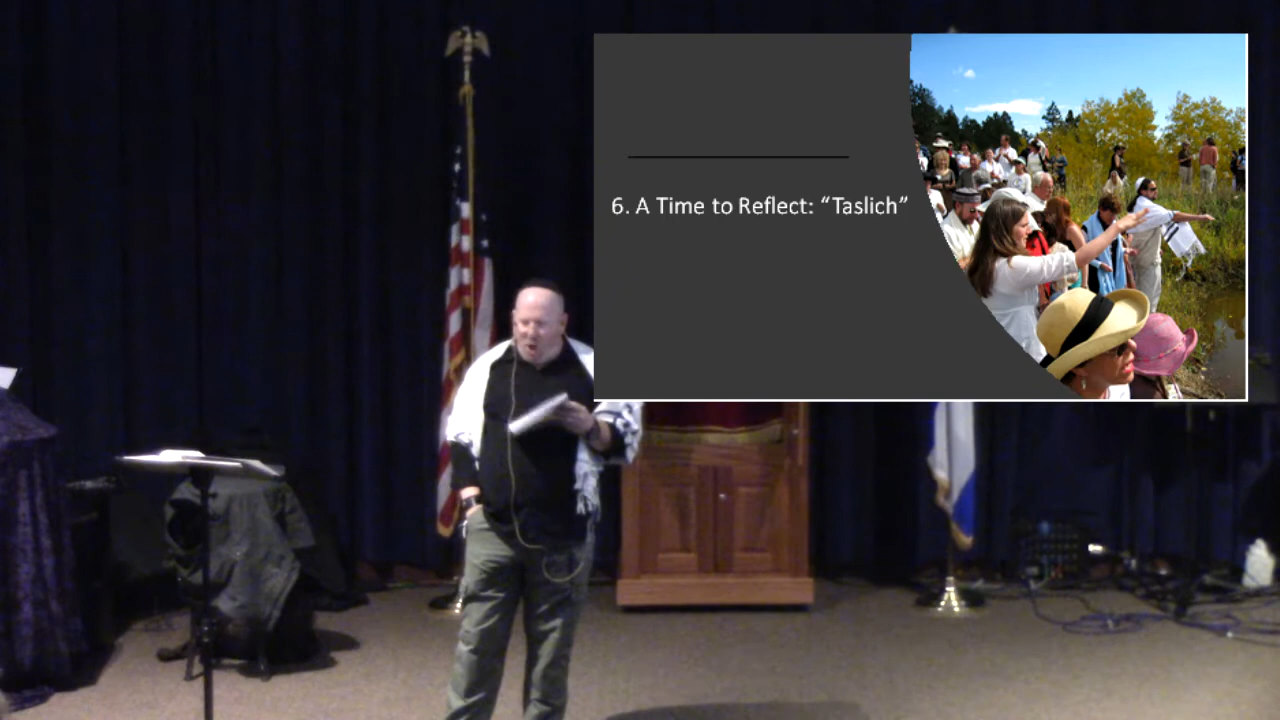 6. A Time to Reflect: “Taslich”